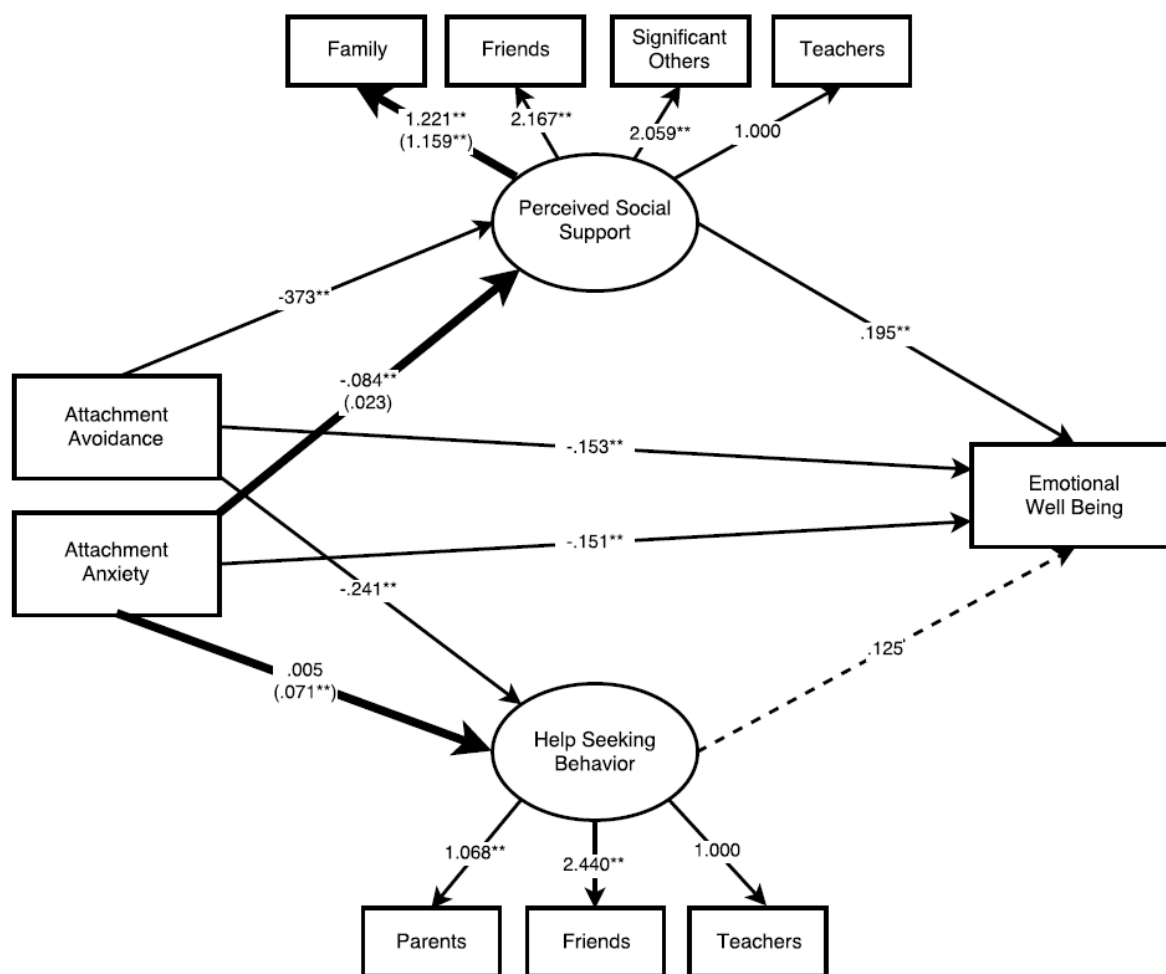 Family
Friends
Significant
Others
Teachers
1.221**
(1.159**)
2.167**
2.059**
1.000
Perceived Social
Support
-373**
.195**
-.084**
(.023)
Attachment
Avoidance
-.153**
Emotional
Well Being
Attachment
Anxiety
-.151**
-.241**
.125
.005
(.071**)
Help Seeking
Behavior
1.068**
2.440**
1.000
Parents
Friends
Teachers